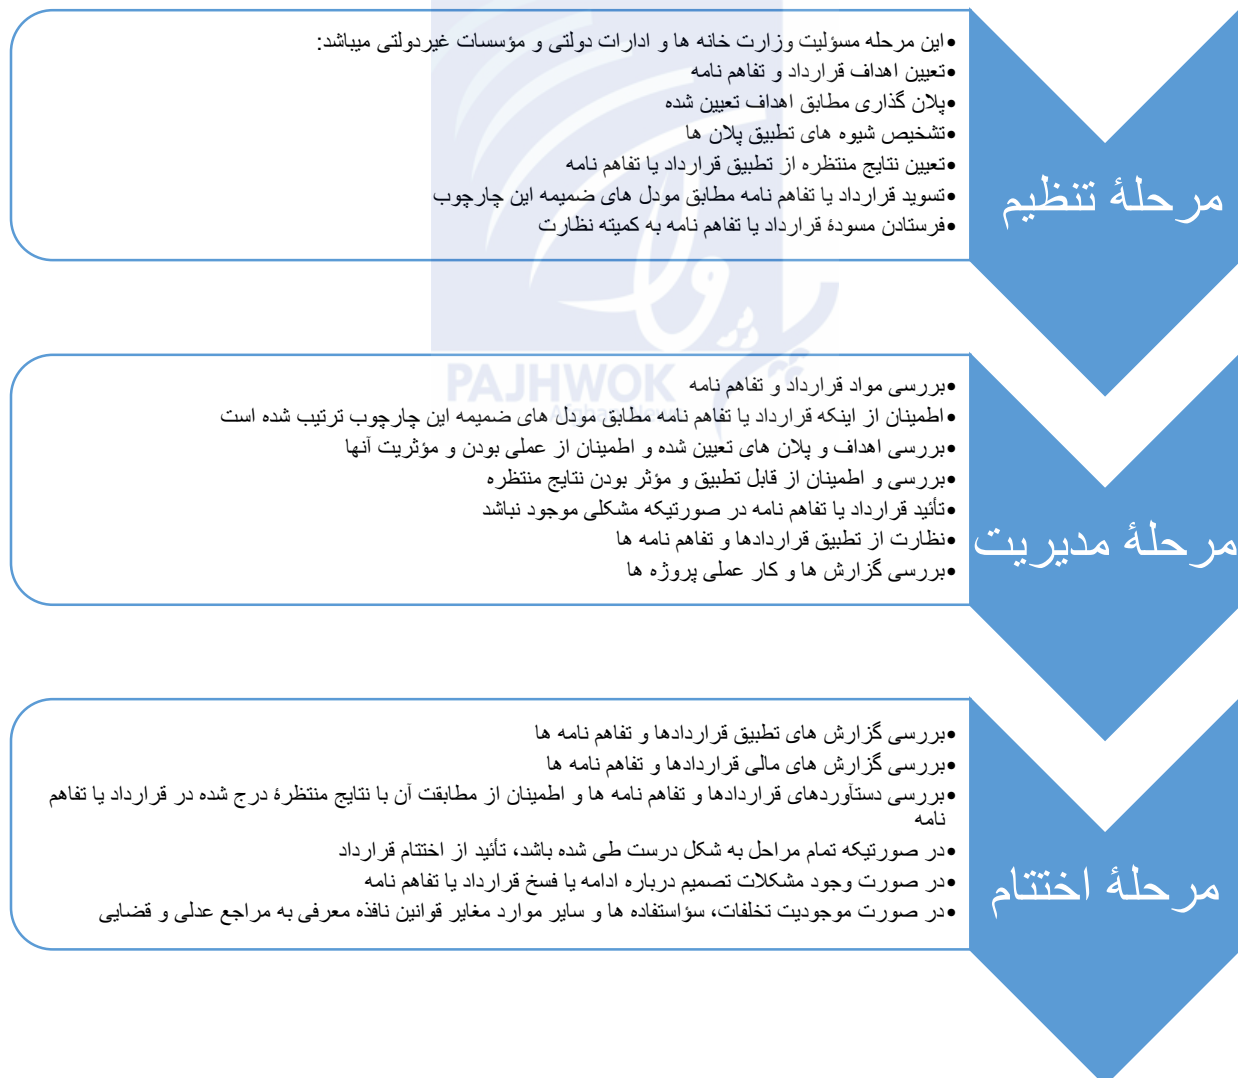 مرحلهٔ تنظیم
•این مرحله مسؤلیت وزارت خانه ها و ادارات دولتی و مؤسسات غیردولتی میباشد:
•تعیین اهداف قرارداد و تفاهم نامه
•پلان گذاری مطابق اهداف تعیین شده
•تشخیص شیوه های تطبیق پلان ها
•تعیین نتایج منتظره از تطبیق قرارداد یا تفاهم نامه
•تسوید قرارداد یا تفاهم نامه مطابق مودل های ضمیمه این چارچوب
•فرستادن مسودهٔ قرارداد یا تفاهم نامه به کمیته نظارت
پژواک
PAJHWOK
Afghan News
مرحلهٔ مدیریت
•بررسی مواد قرارداد و تفاهم نامه
•اطمینان از اینکه قرارداد یا تفاهم نامه مطابق مودل های ضمیمه این چارچوب ترتیب شده است
•بررسی اهداف و پلان های تعیین شده و اطمینان از عملی بودن و مؤثریت آنها
•بررسی و اطمینان از قابل تطبیق و مؤثر بودن نتایج منتظره
•تأئید قرارداد یا تفاهم نامه در صورتیکه مشکلی موجود نباشد
•نظارت از تطبیق قراردادها و تفاهم نامه ها
•بررسی گزارش ها و کار عملی پروژه ها
مرحلهٔ اختتام
•بررسی گزارش های تطبیق قراردادها و تفاهم نامه ها
•بررسی گزارش های مالی قراردادها و تفاهم نامه ها
•بررسی دستآوردهای قراردادها و تفاهم نامه ها و اطمینان از مطابقت آن با نتایج منتظرهٔ درج شده در قرارداد یا تفاهم
نامه
•در صورتیکه تمام مراحل به شکل درست طی شده باشد، تأئید از اختتام قرارداد
•در صورت وجود مشکلات تصمیم درباره ادامه یا فسخ قرارداد یا تفاهم نامه
•در صورت موجودیت تخلفات، سؤاستفاده ها و سایر موارد مغایر قوانین نافذه معرفی به مراجع عدلی و قضایی